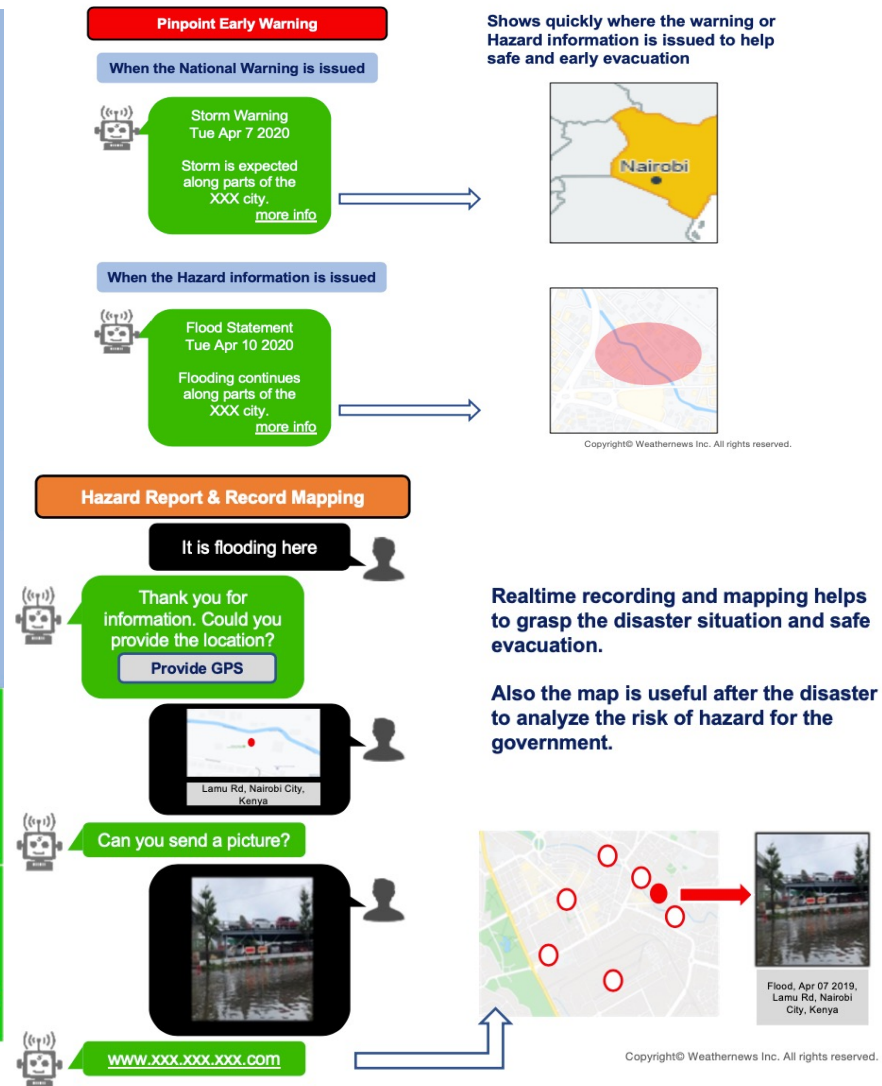 Pinpoint Early Warning
When the National Warning is issued
Storm Warning
Tue Apr 7 2020
Storm is expected
along parts of the
XXX city.
more info
Shows quickly where the warning or
Hazard information is issued to help
safe and early evacuation
Nairobi
When the Hazard information is issued
Flood Statement
Tue Apr 10 2020
Flooding continues
along parts of the
XXX city.
more info
Copyright© Weathernews Inc. All rights reserved.
Hazard Report & Record Mapping
It is flooding here
Thank you for
information. Could you
provide the location?
Provide GPS
Lamu Rd, Nairobi City,
Kenya
Can you send a picture?
www.xxx.xxx.xxx.com
Realtime recording and mapping helps
to grasp the disaster situation and safe
evacuation.
Also the map is useful after the disaster
to analyze the risk of hazard for the
government.
Flood, Apr 07 2019,
Lamu Rd, Nairobi
City, Kenya
Copyright© Weathernews Inc. All rights reserved.